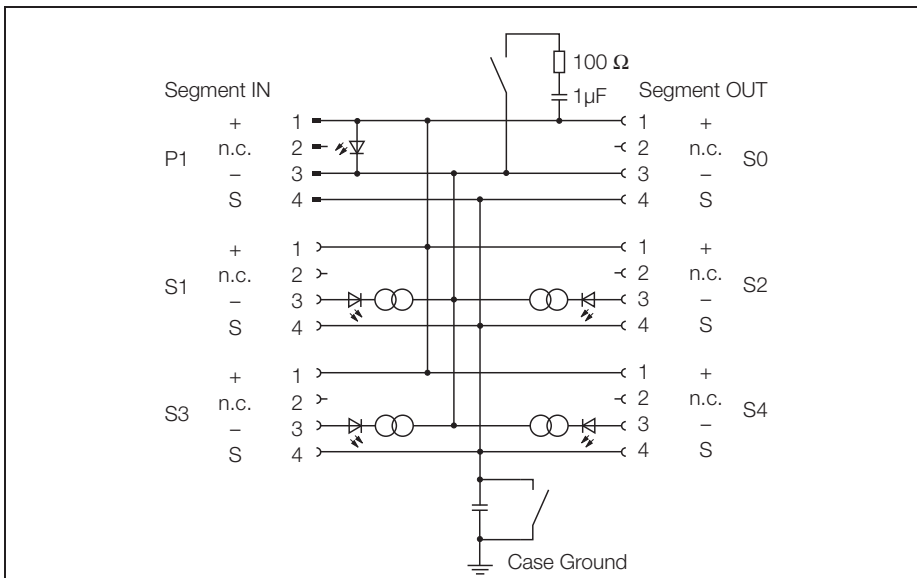 100 Ω
1µF
Segment IN
Segment OUT
+ 1 1 +
P1 n.c. 2 2 n.c. S0
– 3 3 –
S 4 4 S
+ 1 1 +
S1 n.c. 2 2 n.c. S2
– 3 3 –
S 4 4 S
+ 1 1 +
S3 n.c. 2 2 n.c. S4
– 3 3 –
S 4 4 S
Case Ground